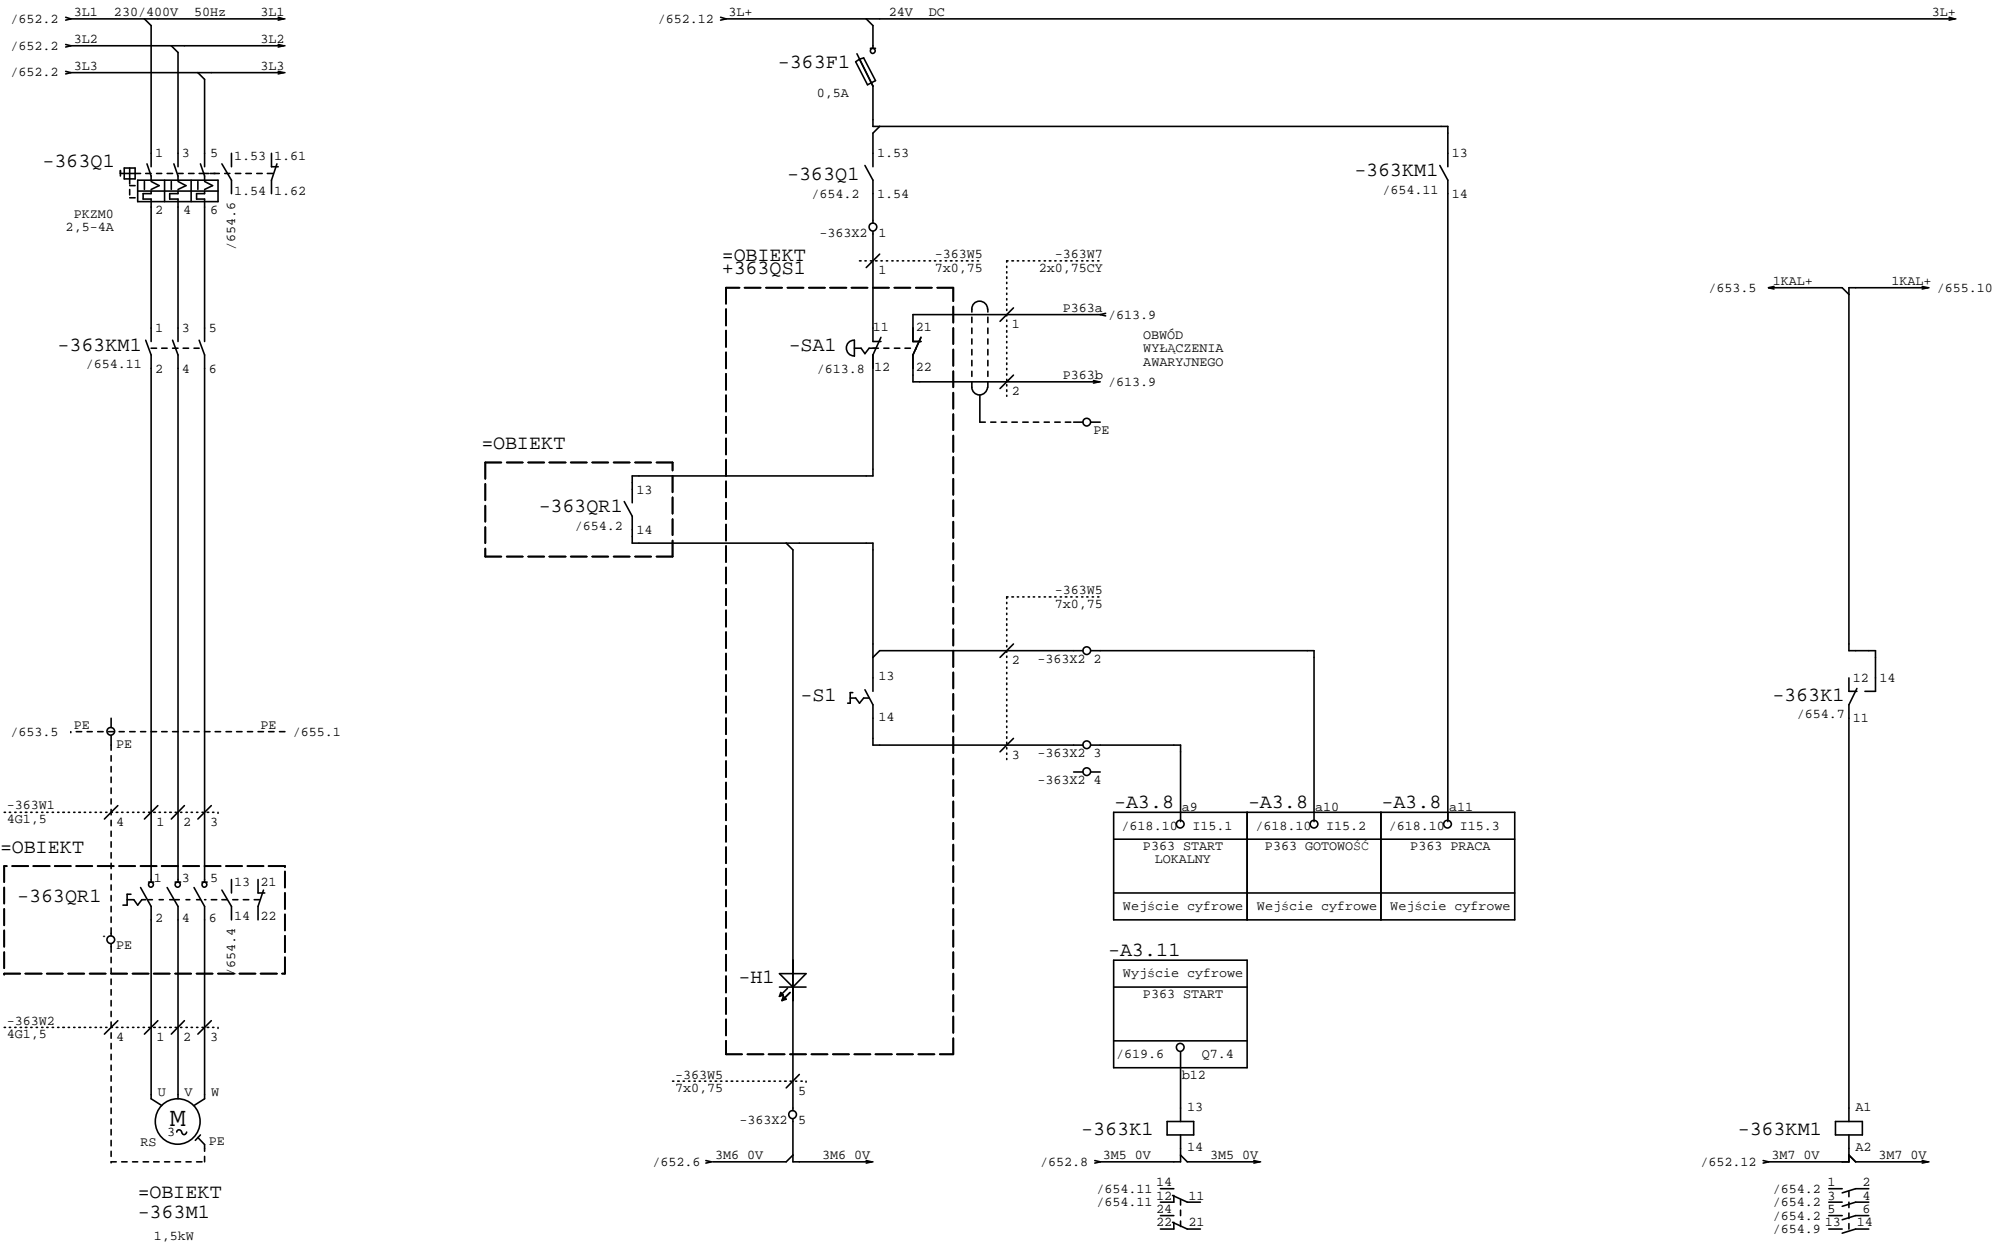 /652.2 3L1 230/400V 50Hz 3L1
/652.2 3L2 3L2
/652.2 3L3 3L3
-363Q1
1 3 5 1.53 1.61
2 4 6 1.54 1.62
PKZM0
2,5-4A
/654.6
-363KM1
/654.11
1 3 5
2 4 6
/653.5 PE PE /655.1
PE
-363W1
4G1,5
4 1 2 3
=OBIEKT
-363QR1
1 3 5 13 21
2 4 6 14 22
PE
/654.4
-363W2
4G1,5
4 1 2 3
U V W
M
3~
RS PE
=OBIEKT
-363M1
1,5kW
/652.12 3L+ 24V DC 3L+
-363F1
0,5A
-363Q1
/654.2
1.53
1.54
-363X2 1
=OBIEKT
+363QS1
-363W5
7x0,75
1
-363W7
2x0,75CY
-SA1
/613.8
11 21
12 22
1 P363a /613.9
OBWÓD
WYŁĄCZENIA
AWARYJNEGO
2 P363b /613.9
PE
=OBIEKT
-363QR1
/654.2
13
14
-363W5
7x0,75
2 -363X2 2
-S1
13
14
3 -363X2 3
-363X2 4
-H1
-363W5
7x0,75
5
-363X2 5
/652.6 3M6 0V 3M6 0V
-363KM1
/654.11
13
14
-A3.8 a9 -A3.8 a10 -A3.8 a11
/618.10 I15.1 /618.10 I15.2 /618.10 I15.3
P363 START
LOKALNY
P363 GOTOWOŚĆ
P363 PRACA
Wejście cyfrowe Wejście cyfrowe Wejście cyfrowe
-A3.11
Wyjście cyfrowe
P363 START
/619.6 Q7.4
b12
-363K1
13
14
/652.8 3M5 0V 3M5 0V
/654.11 14
/654.11 12 11
24
22 21
/653.5 1KAL+ 1KAL+ /655.10
-363K1
/654.7
12 14
11
-363KM1
A1
A2
/652.12 3M7 0V 3M7 0V
/654.2 1 2
/654.2 3 4
/654.2 5 6
/654.9 13 14